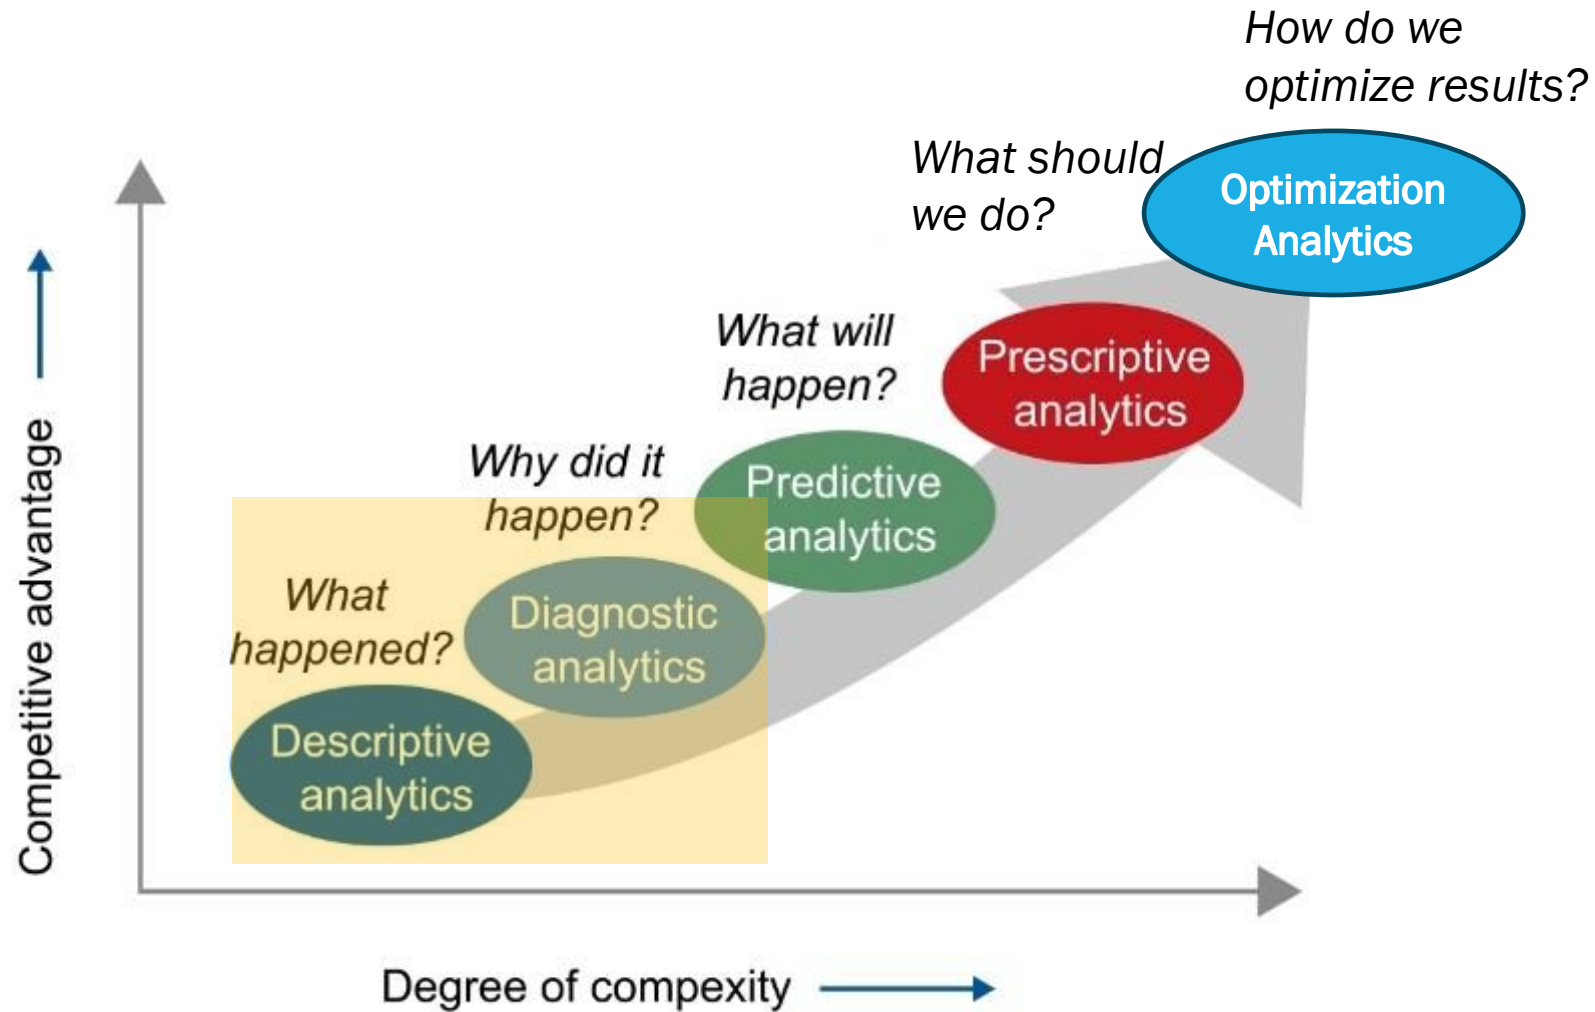 How do we
optimize results?
What should
we do?
Optimization
Analytics
What will
happen?
Prescriptive
analytics
Why did it
happen?
Predictive
analytics
What
happened?
Diagnostic
analytics
Descriptive
analytics
Competitive advantage
Degree of compexity